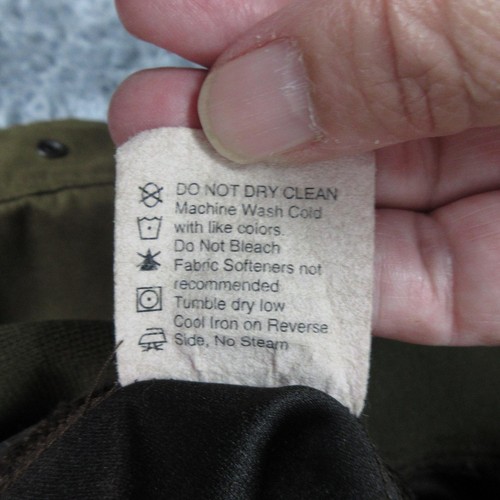 DO NOT DRY CLEAN
Machine Wash Cold
with like colors.
Do Not Bleach
Fabric Softeners not
recommended
Tumble dry low
Cool Iron on Reverse
Side, No Steam